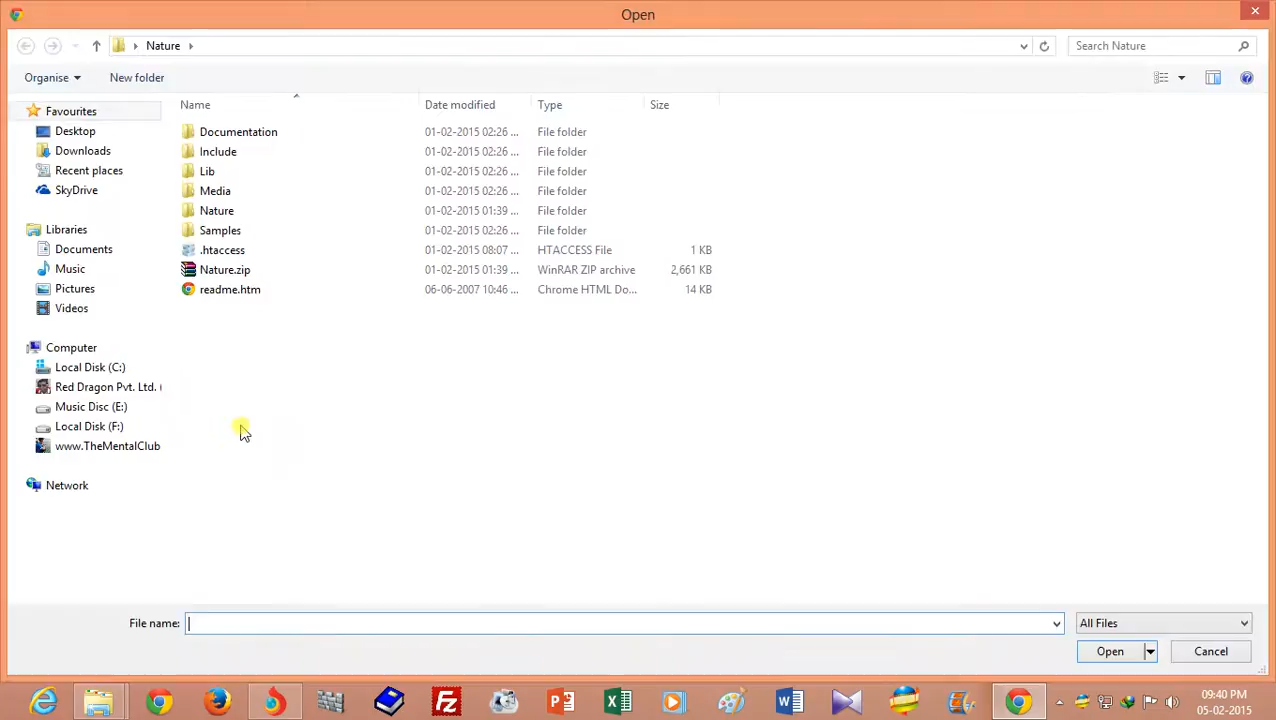 Open
Nature
Search Nature
Organise
New folder
Name
Date modified
Type
Size
Favourites
Desktop
Downloads
Recent places
SkyDrive
Libraries
Documents
Music
Pictures
Videos
Computer
Local Disk (C:)
Red Dragon Pvt. Ltd. (
Music Disc (E:)
Local Disk (F:)
www.TheMentalClub
Network
Documentation 01-02-2015 02:26 ... File folder
Include 01-02-2015 02:26 ... File folder
Lib 01-02-2015 02:26 ... File folder
Media 01-02-2015 02:26 ... File folder
Nature 01-02-2015 01:39 ... File folder
Samples 01-02-2015 02:26 ... File folder
.htaccess 01-02-2015 08:07 ... HTACCESS File 1 KB
Nature.zip 01-02-2015 01:39 ... WinRAR ZIP archive 2,661 KB
readme.htm 06-06-2007 10:46 ... Chrome HTML Do... 14 KB
File name:
All Files
Open
Cancel
09:40 PM
05-02-2015